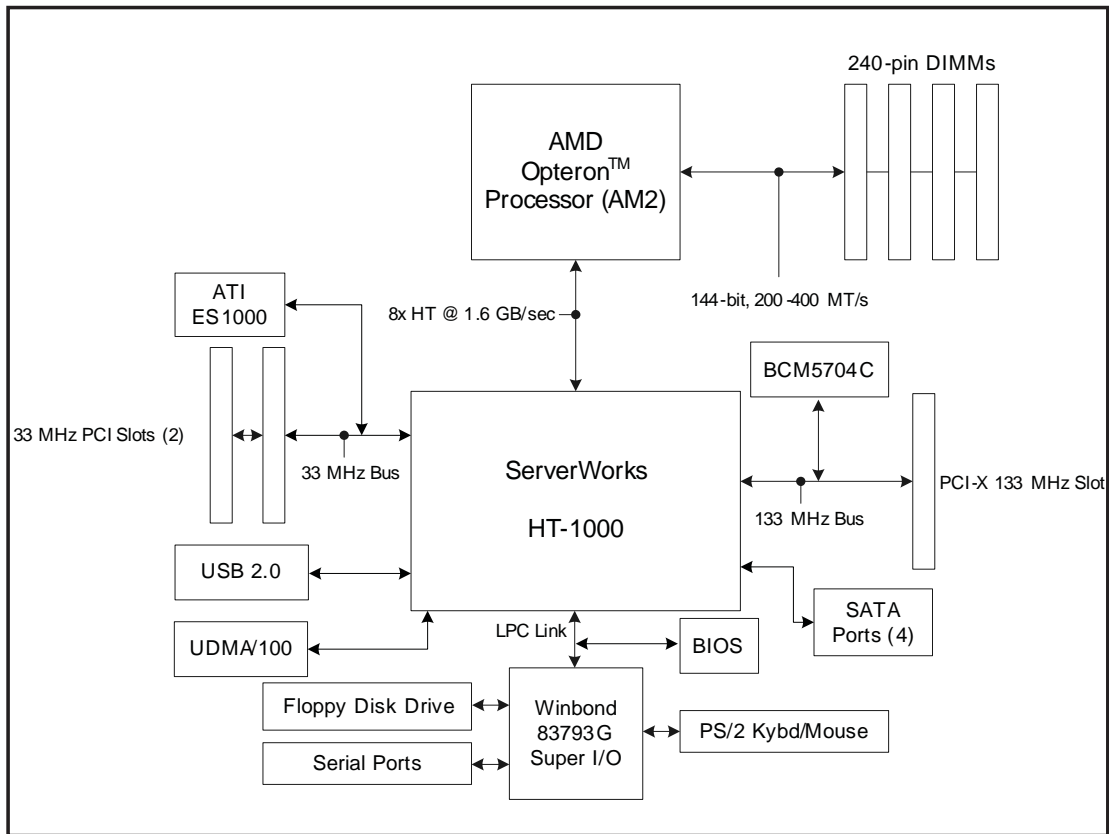 240-pin DIMMs
AMD
Opteron™
Processor (AM2)
144-bit, 200-400 MT/s
ATI
ES1000
8x HT @ 1.6 GB/sec
BCM5704C
33 MHz PCI Slots (2)
33 MHz Bus
ServerWorks
HT-1000
133 MHz Bus
PCI-X 133 MHz Slot
USB 2.0
UDMA/100
LPC Link
BIOS
SATA
Ports (4)
Floppy Disk Drive
Serial Ports
Winbond
83793G
Super I/O
PS/2 Kybd/Mouse